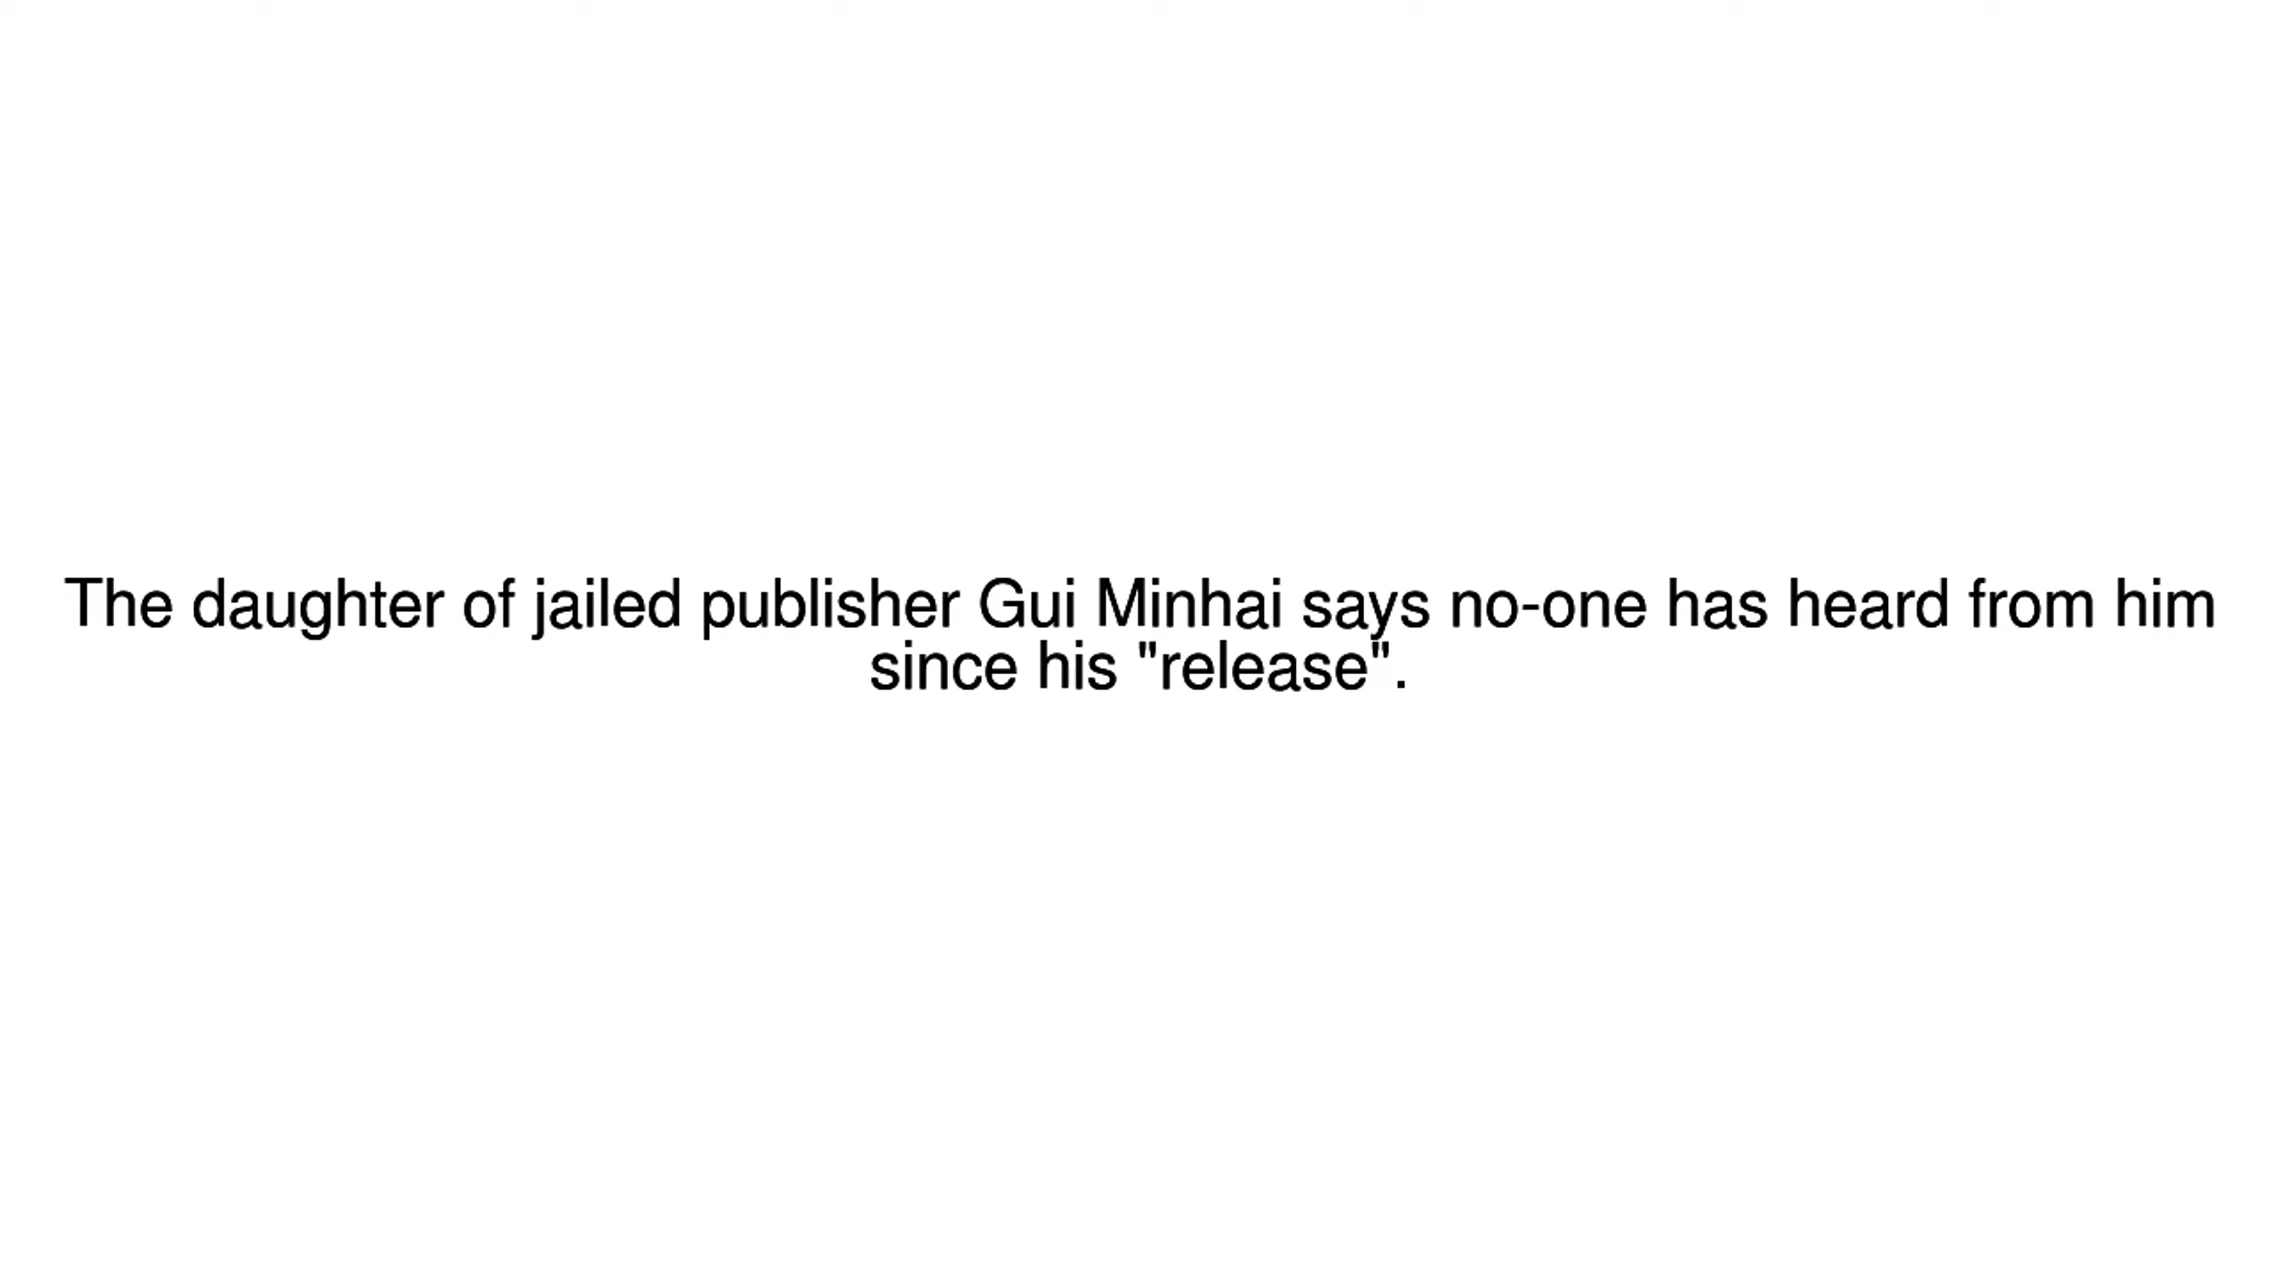 The daughter of jailed publisher Gui Minhai says no-one has heard from him
since his "release".